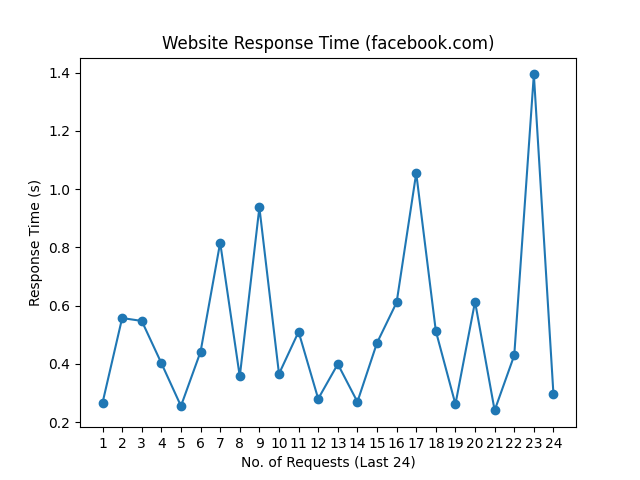 Website Response Time (facebook.com)
1.4
1.2
1.0
0.8
0.6
0.4
0.2
Response Time (s)
1 2 3 4 5 6 7 8 9 10 11 12 13 14 15 16 17 18 19 20 21 22 23 24
No. of Requests (Last 24)